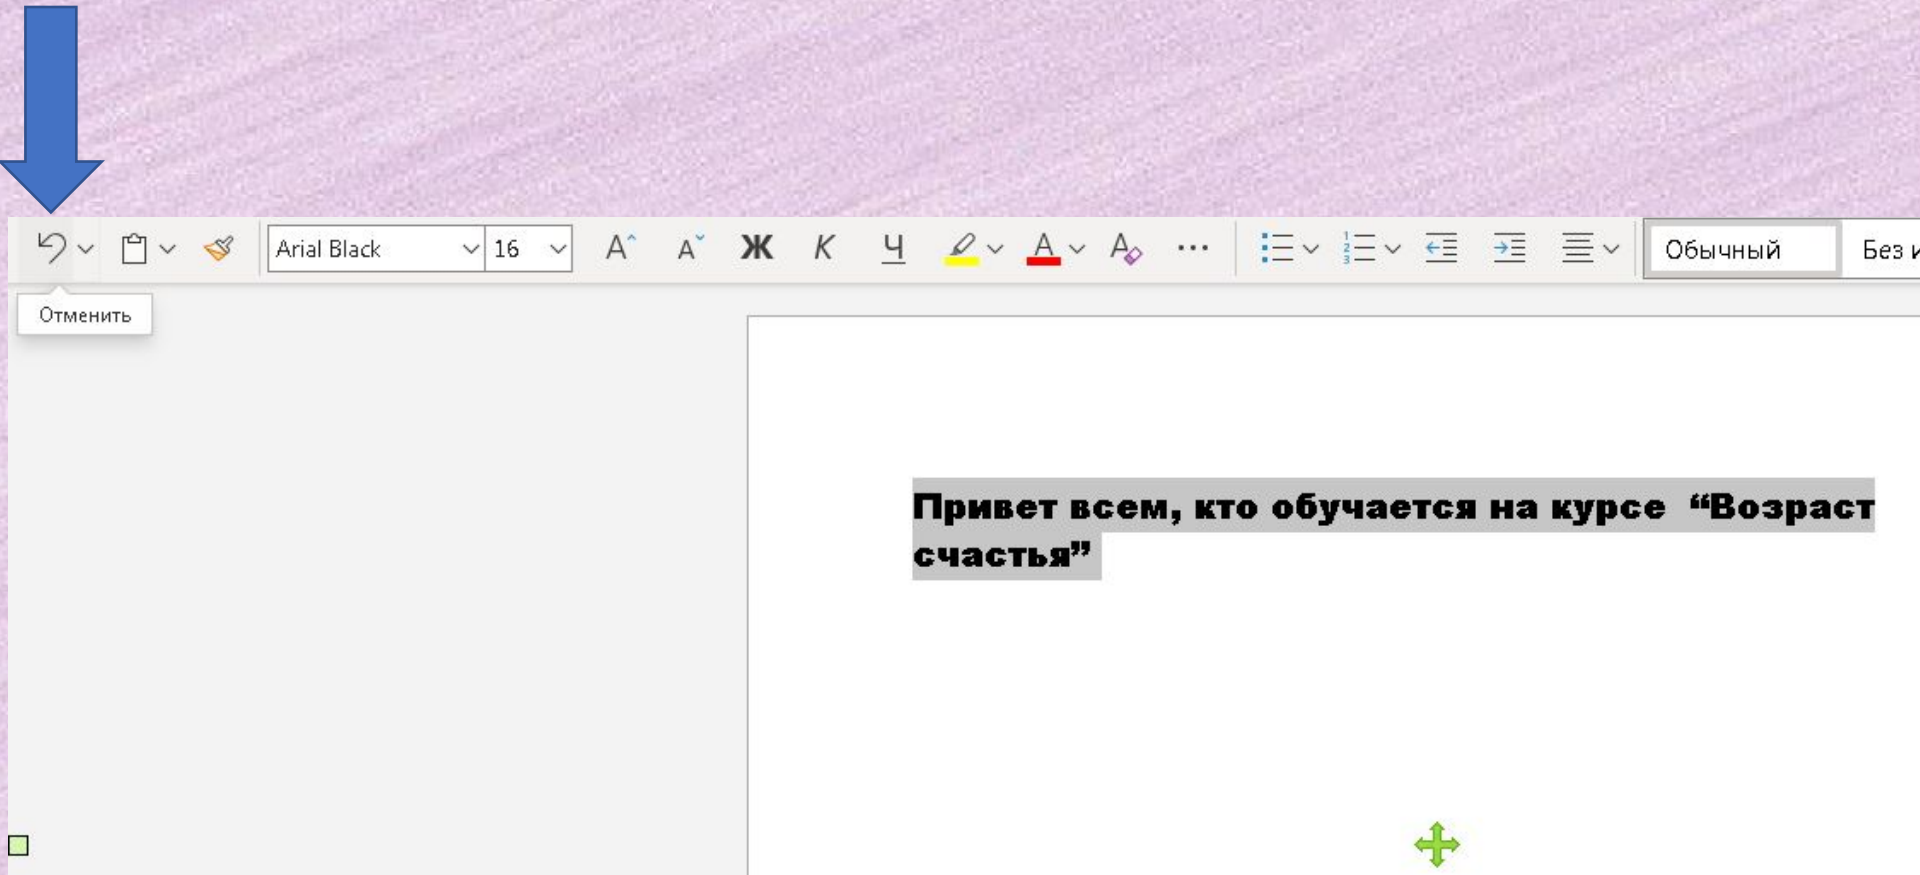 Arial Black 16 A A Ж К Ч A A ... Обычный Без и
Отменить
Привет всем, кто обучается на курсе “Возраст
счастья”